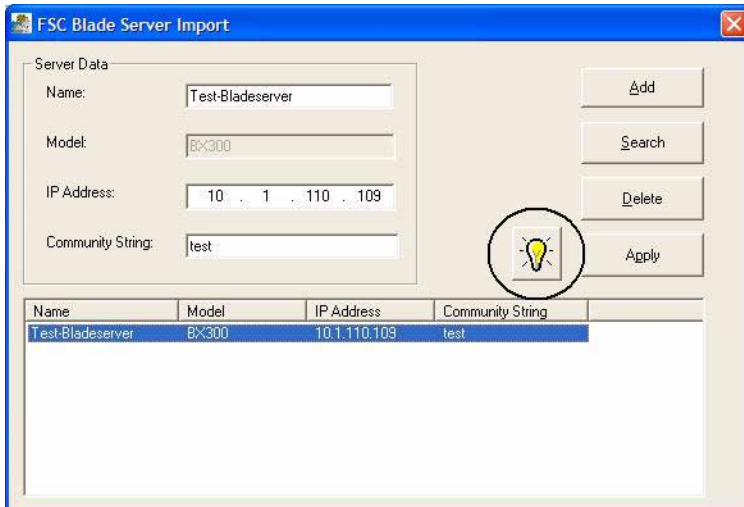 FSC Blade Server Import
Server Data
Name: Test-Bladeserver
Add
Model: BX300
Search
IP Address: 10 . 1 . 110 . 109
Delete
Community String: test
Apply
Name Model IP Address Community String
Test-Bladeserver BX300 10.1.110.109 test